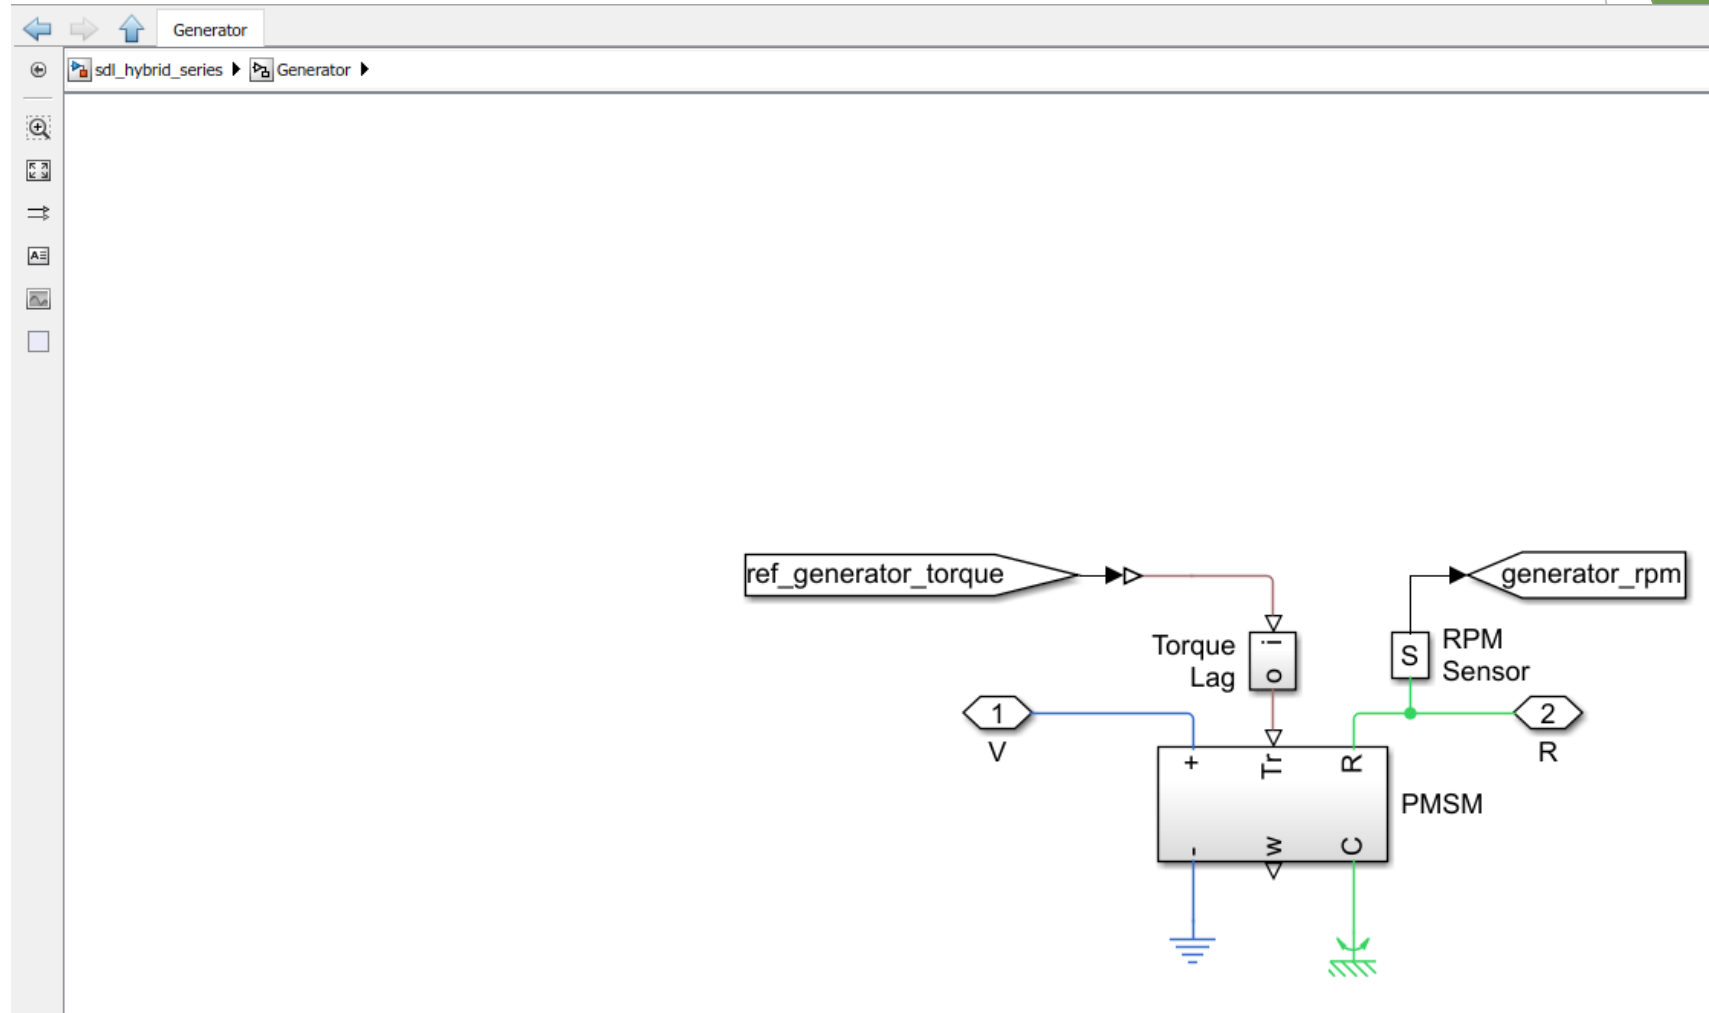 Generator
sdl_hybrid_series
Generator
ref_generator_torque
generator_rpm
Torque
Lag
i
o
S
RPM
Sensor
1
V
2
R
+
Tr
R
-
w
C
PMSM